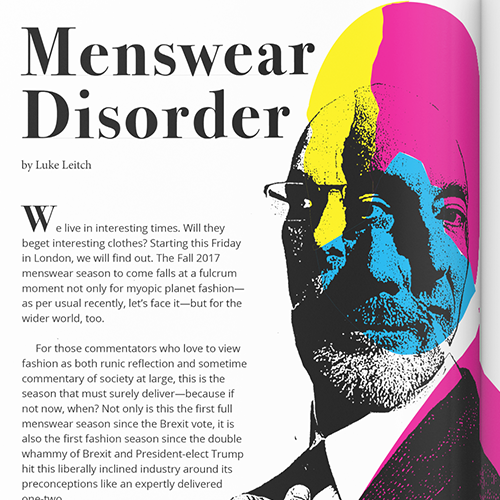 Menswear
Disorder
by Luke Leitch
We live in interesting times. Will they
beget interesting clothes? Starting this Friday
in London, we will find out. The Fall 2017
menswear season to come falls at a fulcrum
moment not only for myopic planet fashion—
as per usual recently, let's face it—but for the
wider world, too.
For those commentators who love to view
fashion as both runic reflection and sometime
commentary of society at large, this is the
season that must surely deliver—because if
not now, when? Not only is this the first full
menswear season since the Brexit vote, it is
also the first fashion season since the double
whammy of Brexit and President-elect Trump
hit this liberally inclined industry around its
preconceptions like an expertly delivered
one-two